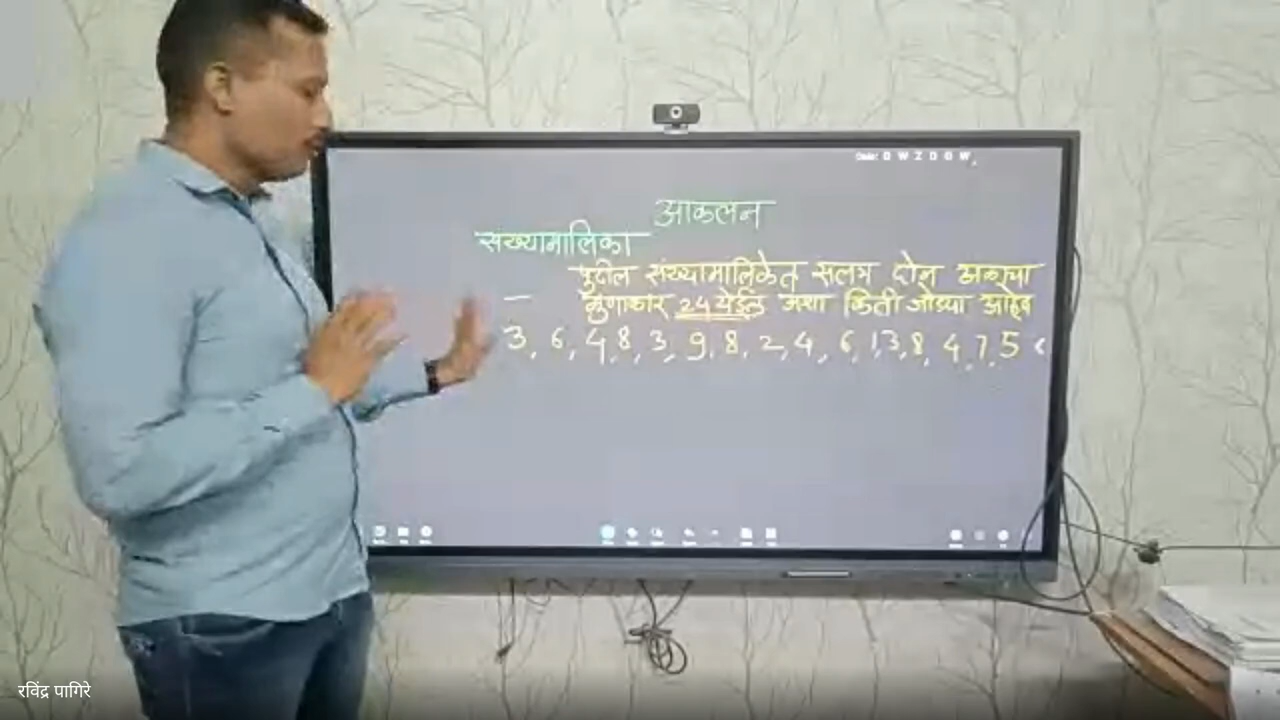 Code: D W Z D O W
आकलन
संख्यामालिका
पुढील संख्यामालिकेत सलग दोन अंकाचा
— गुणाकार 24 येईल अशा किती जोड्या आहेत
3, 6, 4, 8, 3, 9, 8, 2, 4, 6, 1, 3, 8, 4, 7, 5
रविंद्र पागिरे